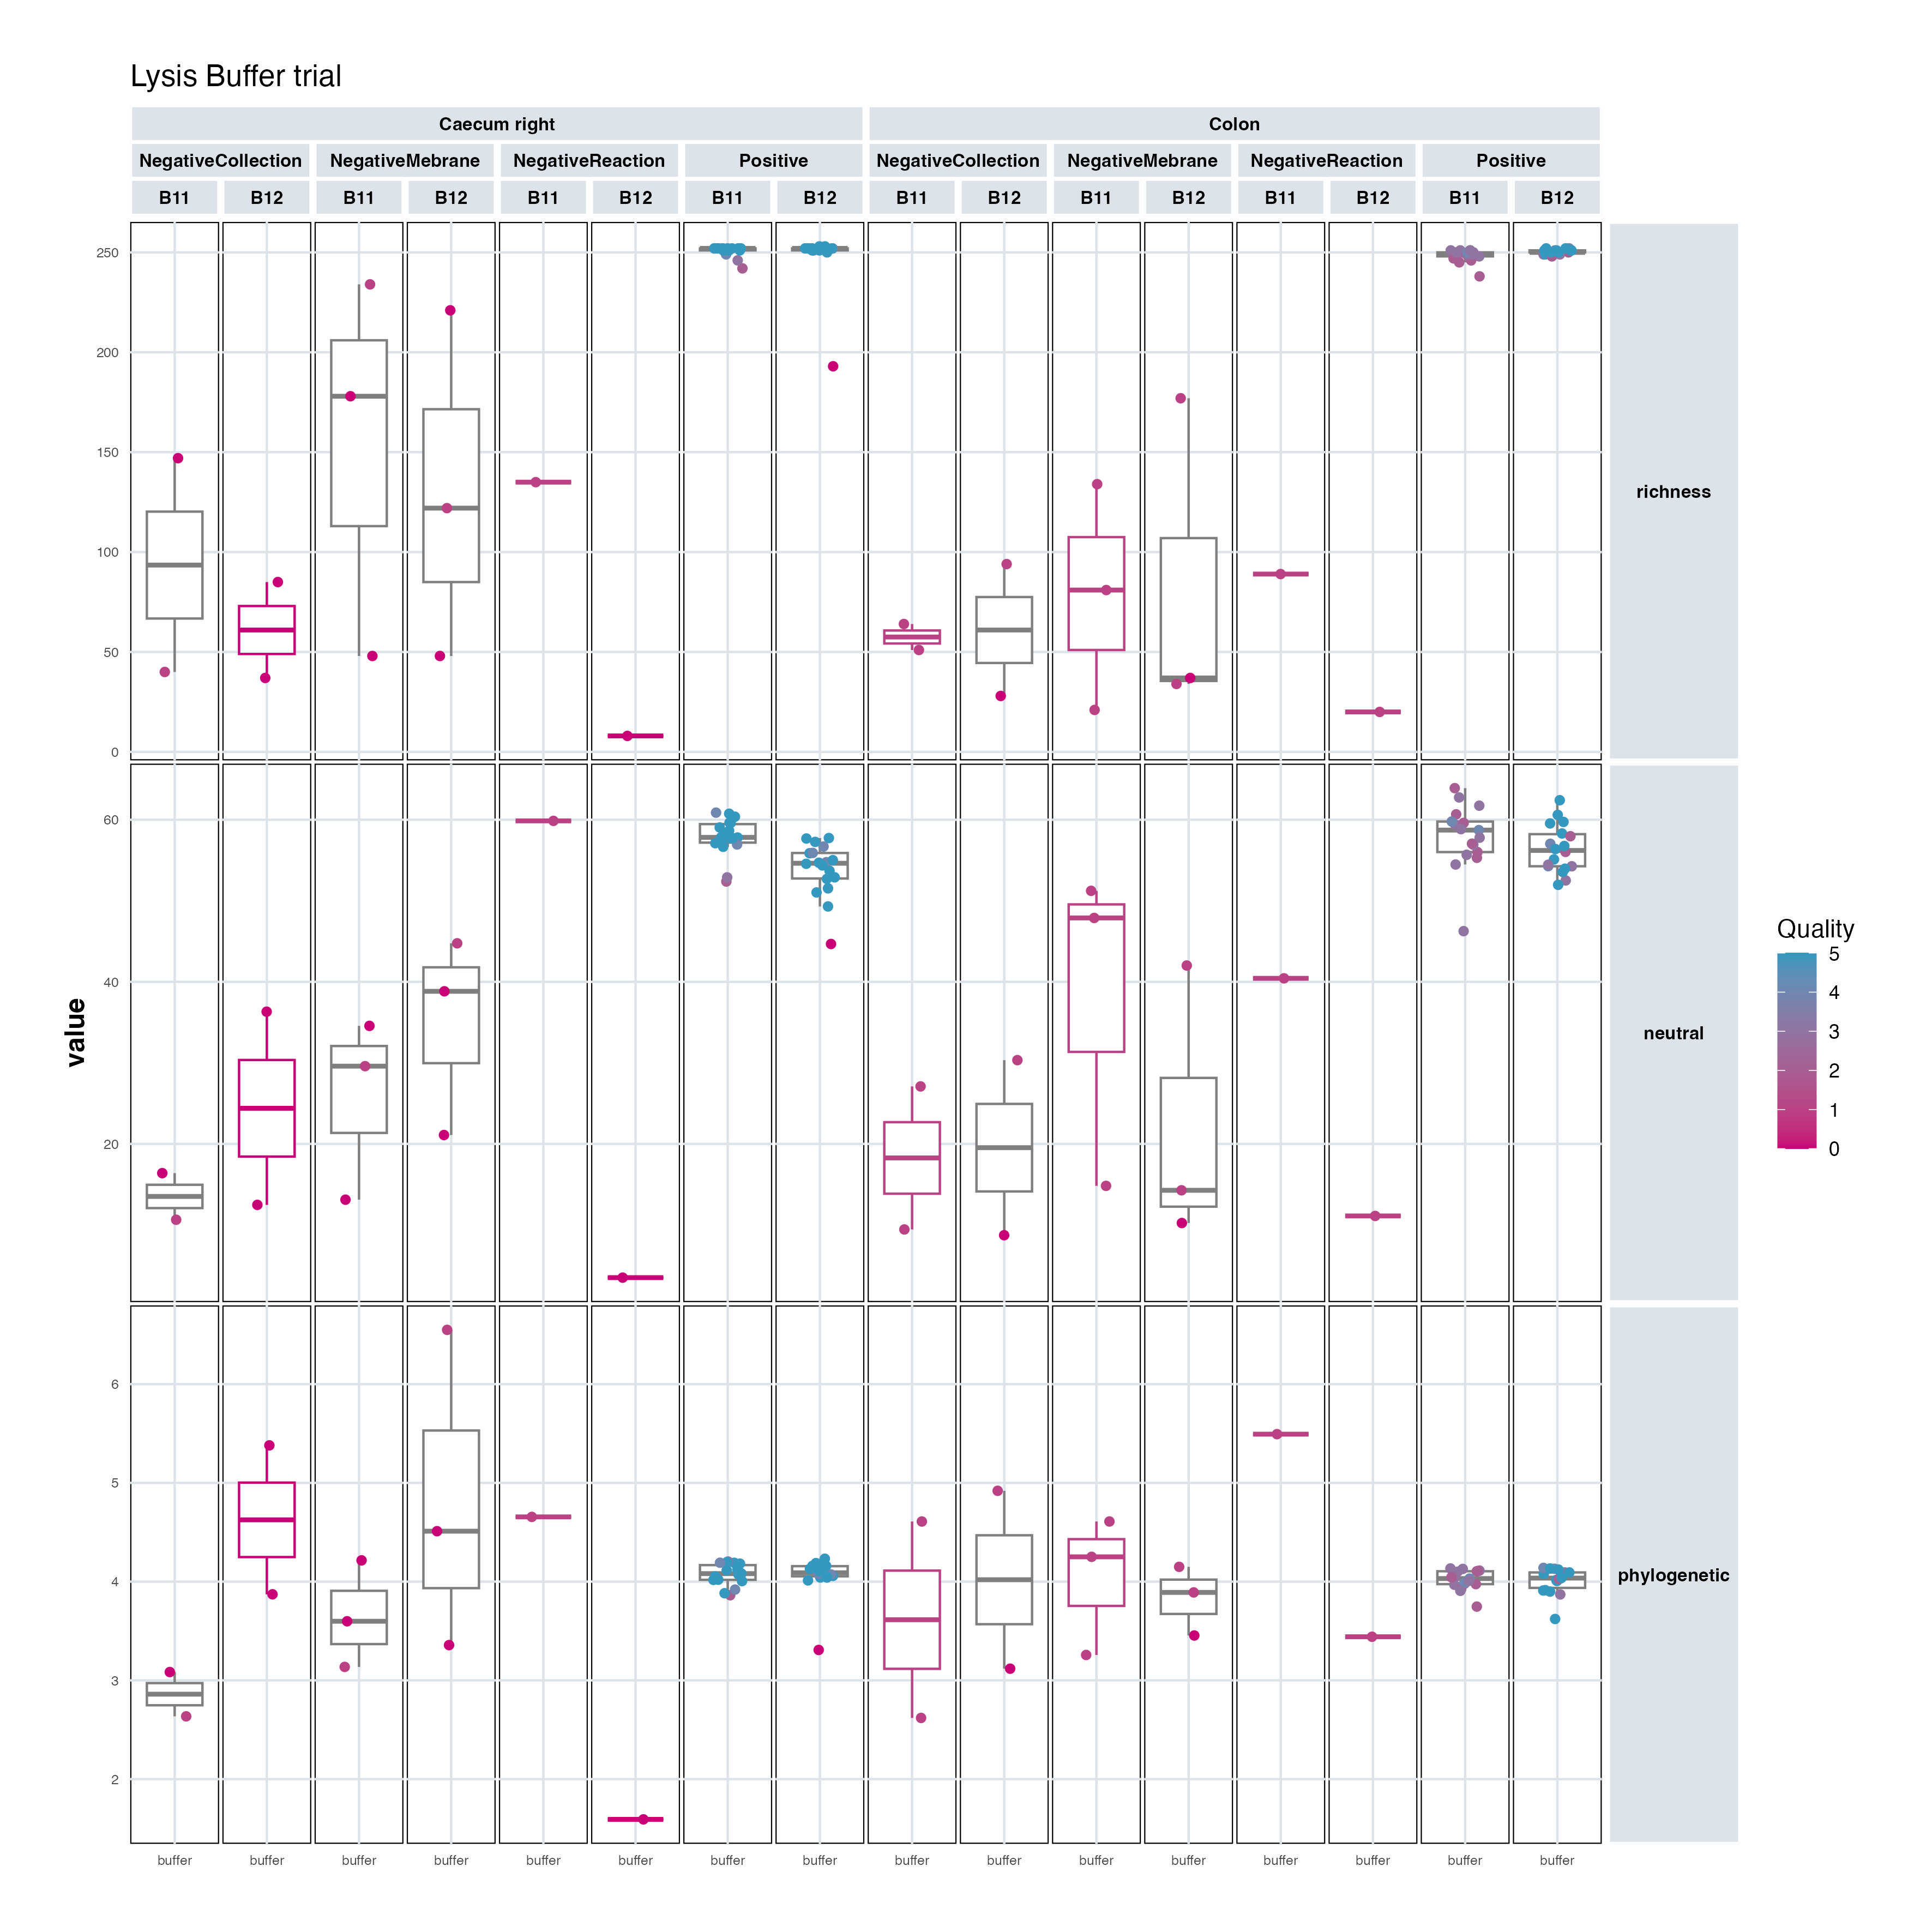 Lysis Buffer trial
Caecum right Colon
NegativeCollection NegativeMebrane NegativeReaction Positive NegativeCollection NegativeMebrane NegativeReaction Positive
B11 B12 B11 B12 B11 B12 B11 B12 B11 B12 B11 B12 B11 B12 B11 B12
250
200
150
100
50
0
richness
60
40
20
neutral
6
5
4
3
2
phylogenetic
value
buffer buffer buffer buffer buffer buffer buffer buffer buffer buffer buffer buffer buffer buffer buffer buffer
Quality
5
4
3
2
1
0